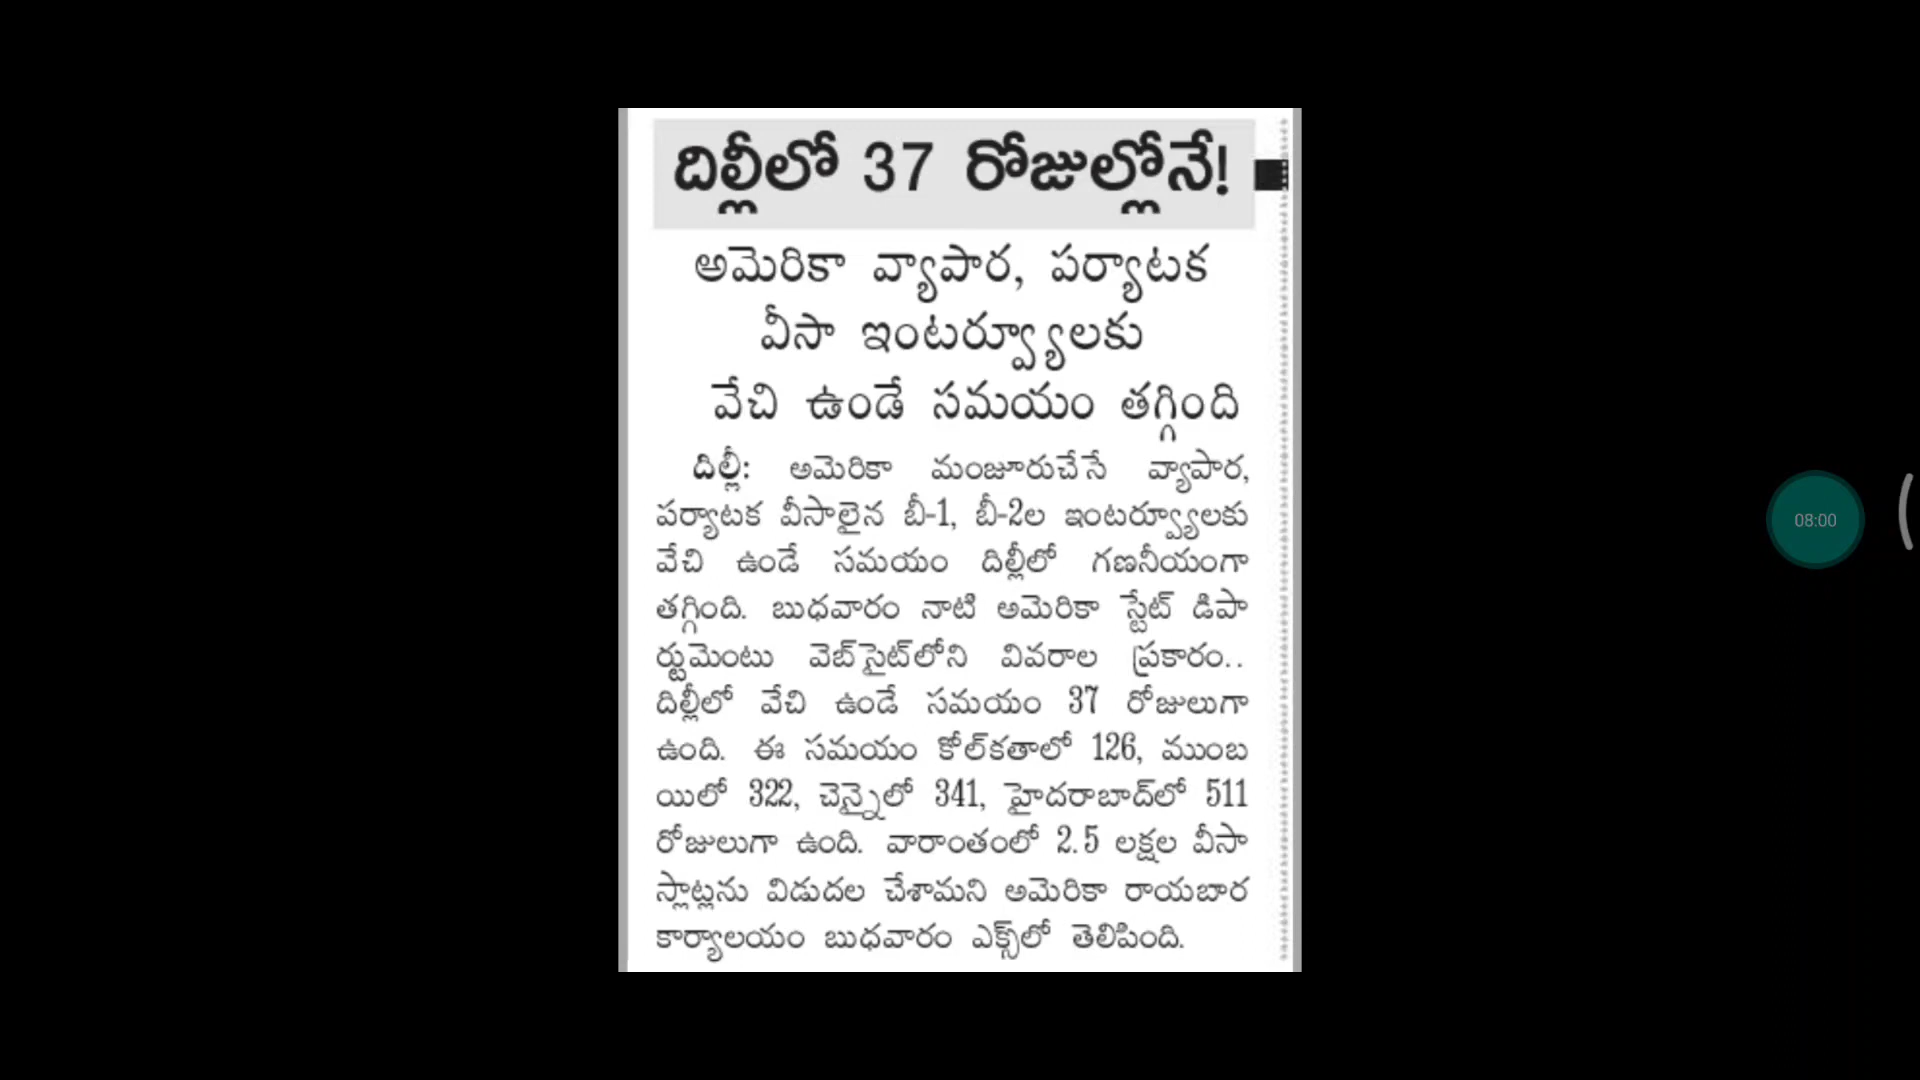 దిల్లీలో 37 రోజుల్లోనే!
అమెరికా వ్యాపార, పర్యాటక
వీసా ఇంటర్వ్యూలకు
వేచి ఉండే సమయం తగ్గింది
దిల్లీ: అమెరికా మంజూరుచేసే వ్యాపార,
పర్యాటక వీసాలైన బీ-1, బీ-2ల ఇంటర్వ్యూలకు
వేచి ఉండే సమయం దిల్లీలో గణనీయంగా
తగ్గింది. బుధవారం నాటి అమెరికా స్టేట్ డిపా
ర్టుమెంటు వెబ్‌సైట్‌లోని వివరాల ప్రకారం..
దిల్లీలో వేచి ఉండే సమయం 37 రోజులుగా
ఉంది. ఈ సమయం కోల్‌కతాలో 126, ముంబ
యిలో 322, చెన్నైలో 341, హైదరాబాద్‌లో 511
రోజులుగా ఉంది. వారాంతంలో 2.5 లక్షల వీసా
స్లాట్లను విడుదల చేశామని అమెరికా రాయబార
కార్యాలయం బుధవారం ఎక్స్‌లో తెలిపింది.
08:00